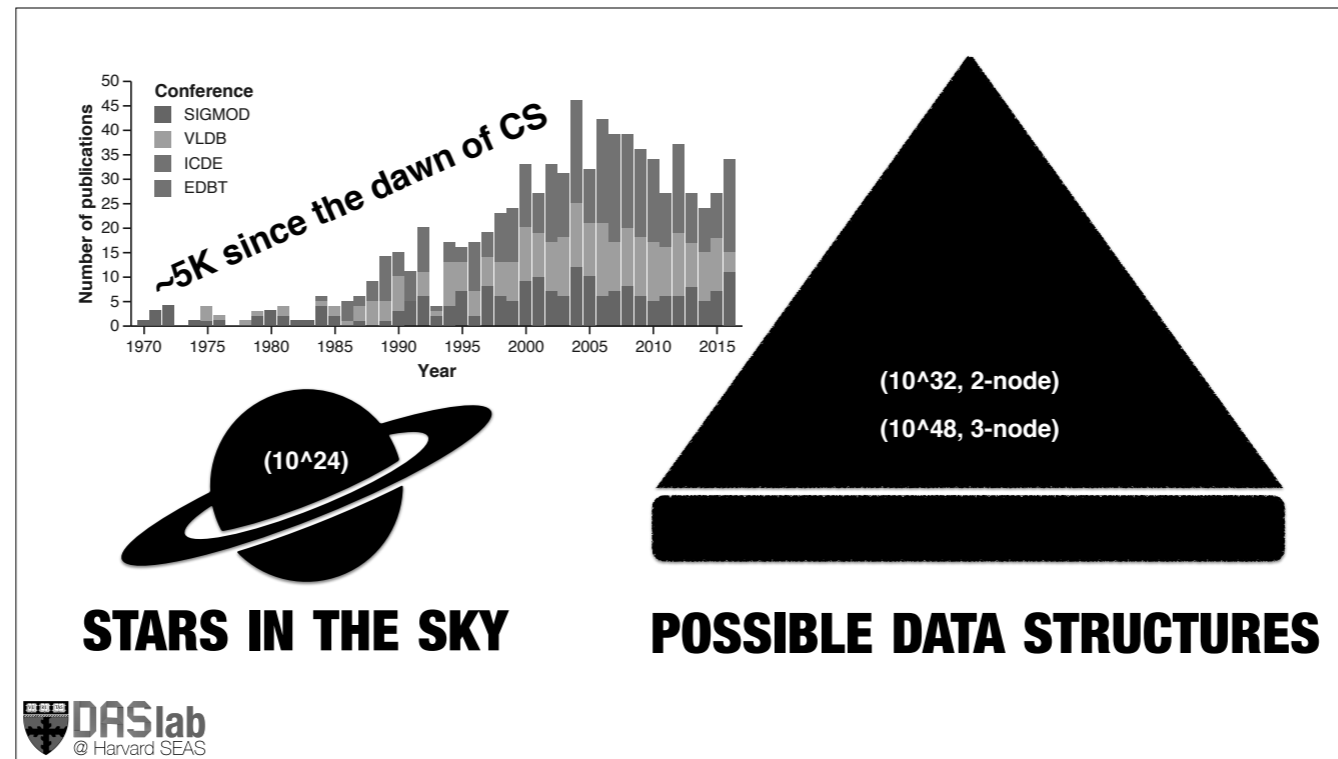 Conference
SIGMOD
VLDB
ICDE
EDBT
~5K since the dawn of CS
Number of publications
50
45
40
35
30
25
20
15
10
5
0
1970 1975 1980 1985 1990 1995 2000 2005 2010 2015
Year
(10^24)
STARS IN THE SKY
(10^32, 2-node)
(10^48, 3-node)
POSSIBLE DATA STRUCTURES
DASlab
@ Harvard SEAS